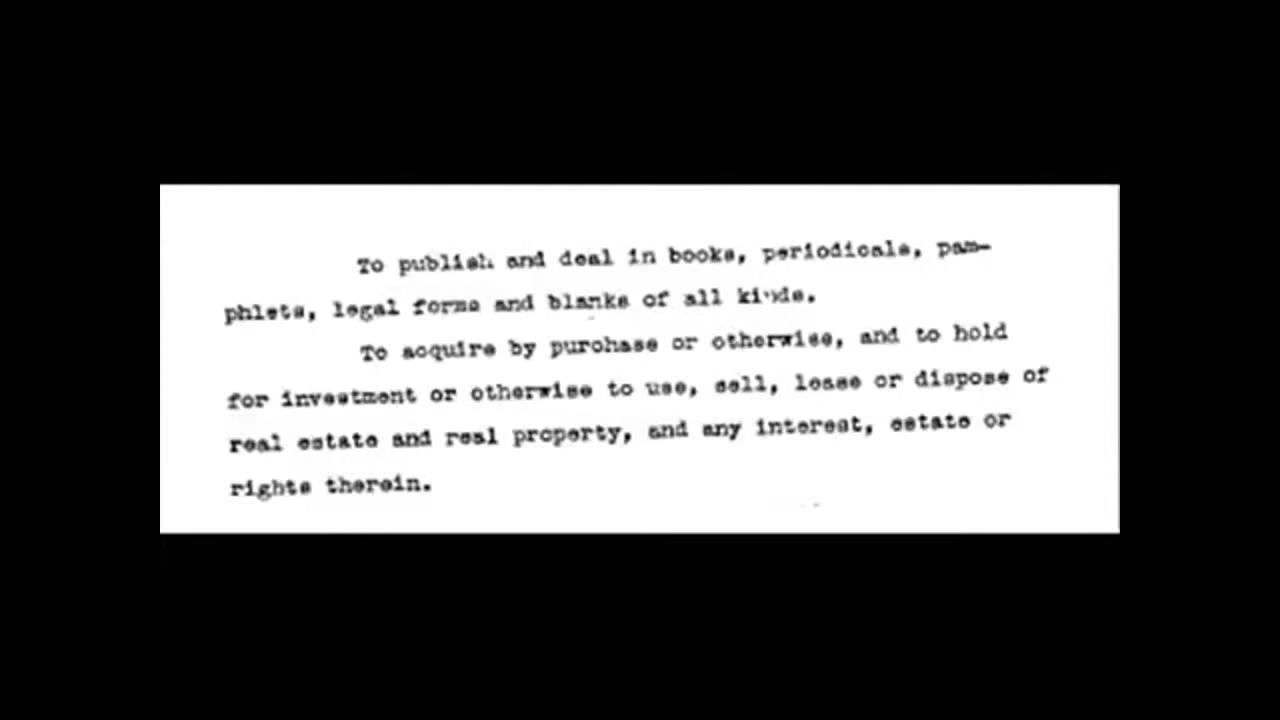 To publish and deal in books, periodicals, pam-
phlets, legal forms and blanks of all kinds.
To acquire by purchase or otherwise, and to hold
for investment or otherwise to use, sell, lease or dispose of
real estate and real property, and any interest, estate or
rights therein.